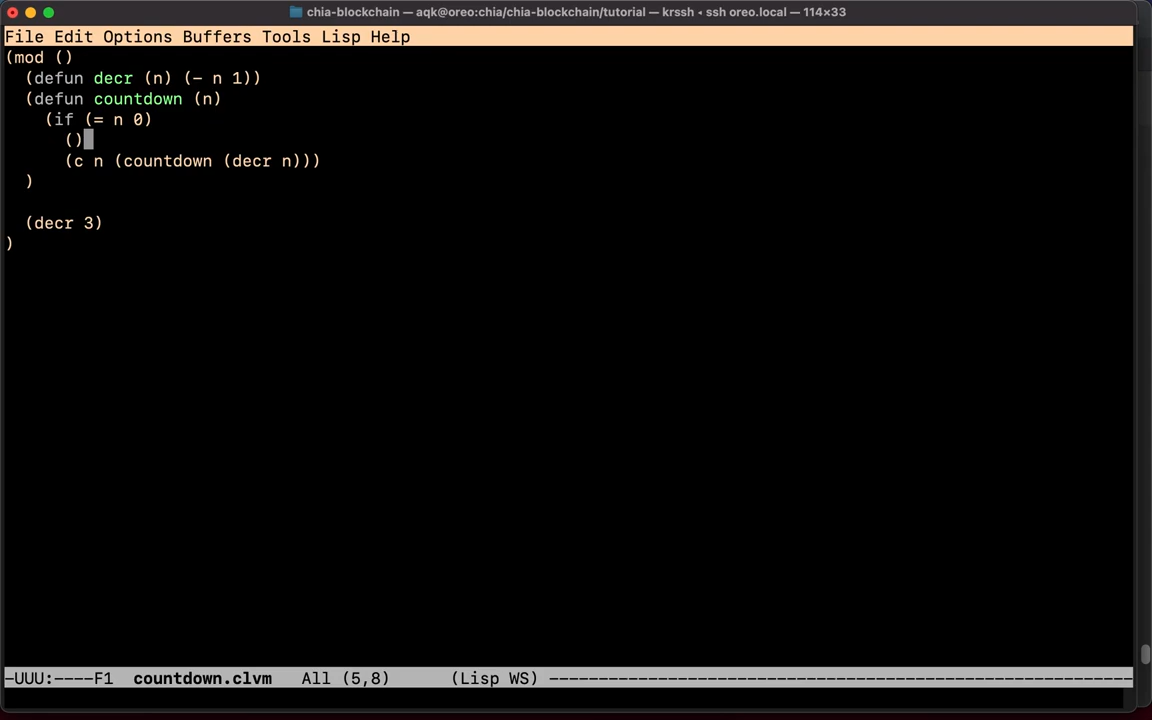 chia-blockchain — aqk@oreo:chia/chia-blockchain/tutorial — krssh ◂ ssh oreo.local — 114×33
File Edit Options Buffers Tools Lisp Help
(mod ()
  (defun decr (n) (- n 1))
  (defun countdown (n)
    (if (= n 0)
      ()
      (c n (countdown (decr n)))
  )

  (decr 3)
)
-UUU:----F1  countdown.clvm   All (5,8)      (Lisp WS) ------------------------------------------------------------